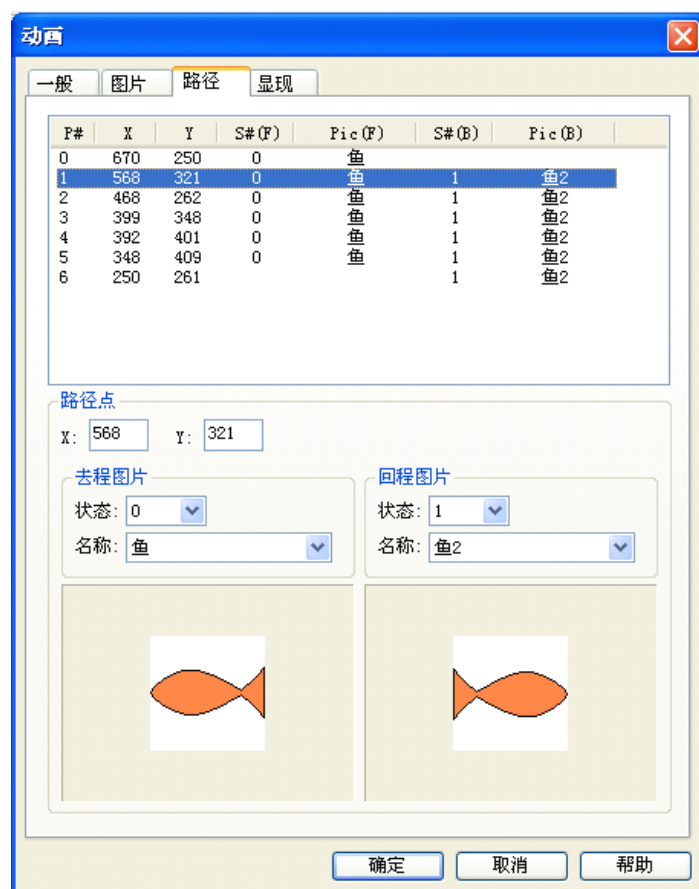 动画
一般 图片 路径 显现
P# X Y S#(F) Pic(F) S#(B) Pic(B)
0 670 250 0 鱼
1 568 321 0 鱼 1 鱼2
2 468 262 0 鱼 1 鱼2
3 399 348 0 鱼 1 鱼2
4 392 401 0 鱼 1 鱼2
5 348 409 0 鱼 1 鱼2
6 250 261 1 鱼2
路径点
X: 568 Y: 321
去程图片 回程图片
状态: 0 状态: 1
名称: 鱼 名称: 鱼2
确定 取消 帮助